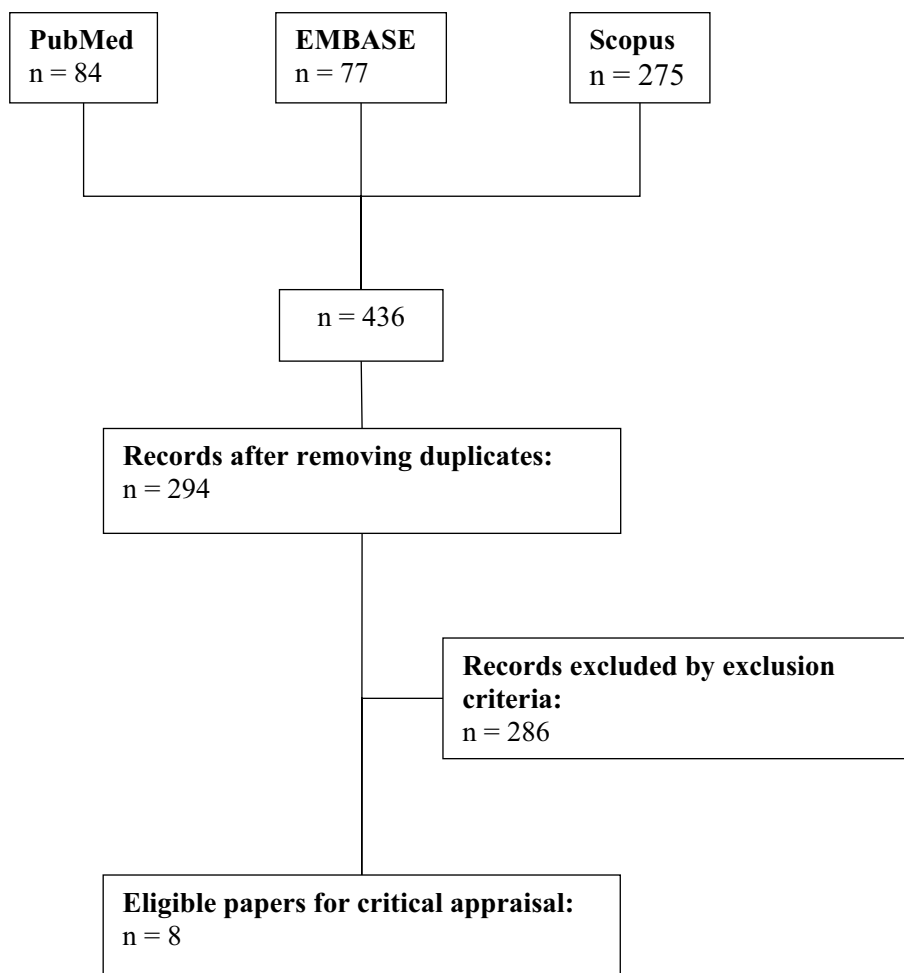 PubMed
n = 84
EMBASE
n = 77
Scopus
n = 275
n = 436
Records after removing duplicates:
n = 294
Records excluded by exclusion
criteria:
n = 286
Eligible papers for critical appraisal:
n = 8